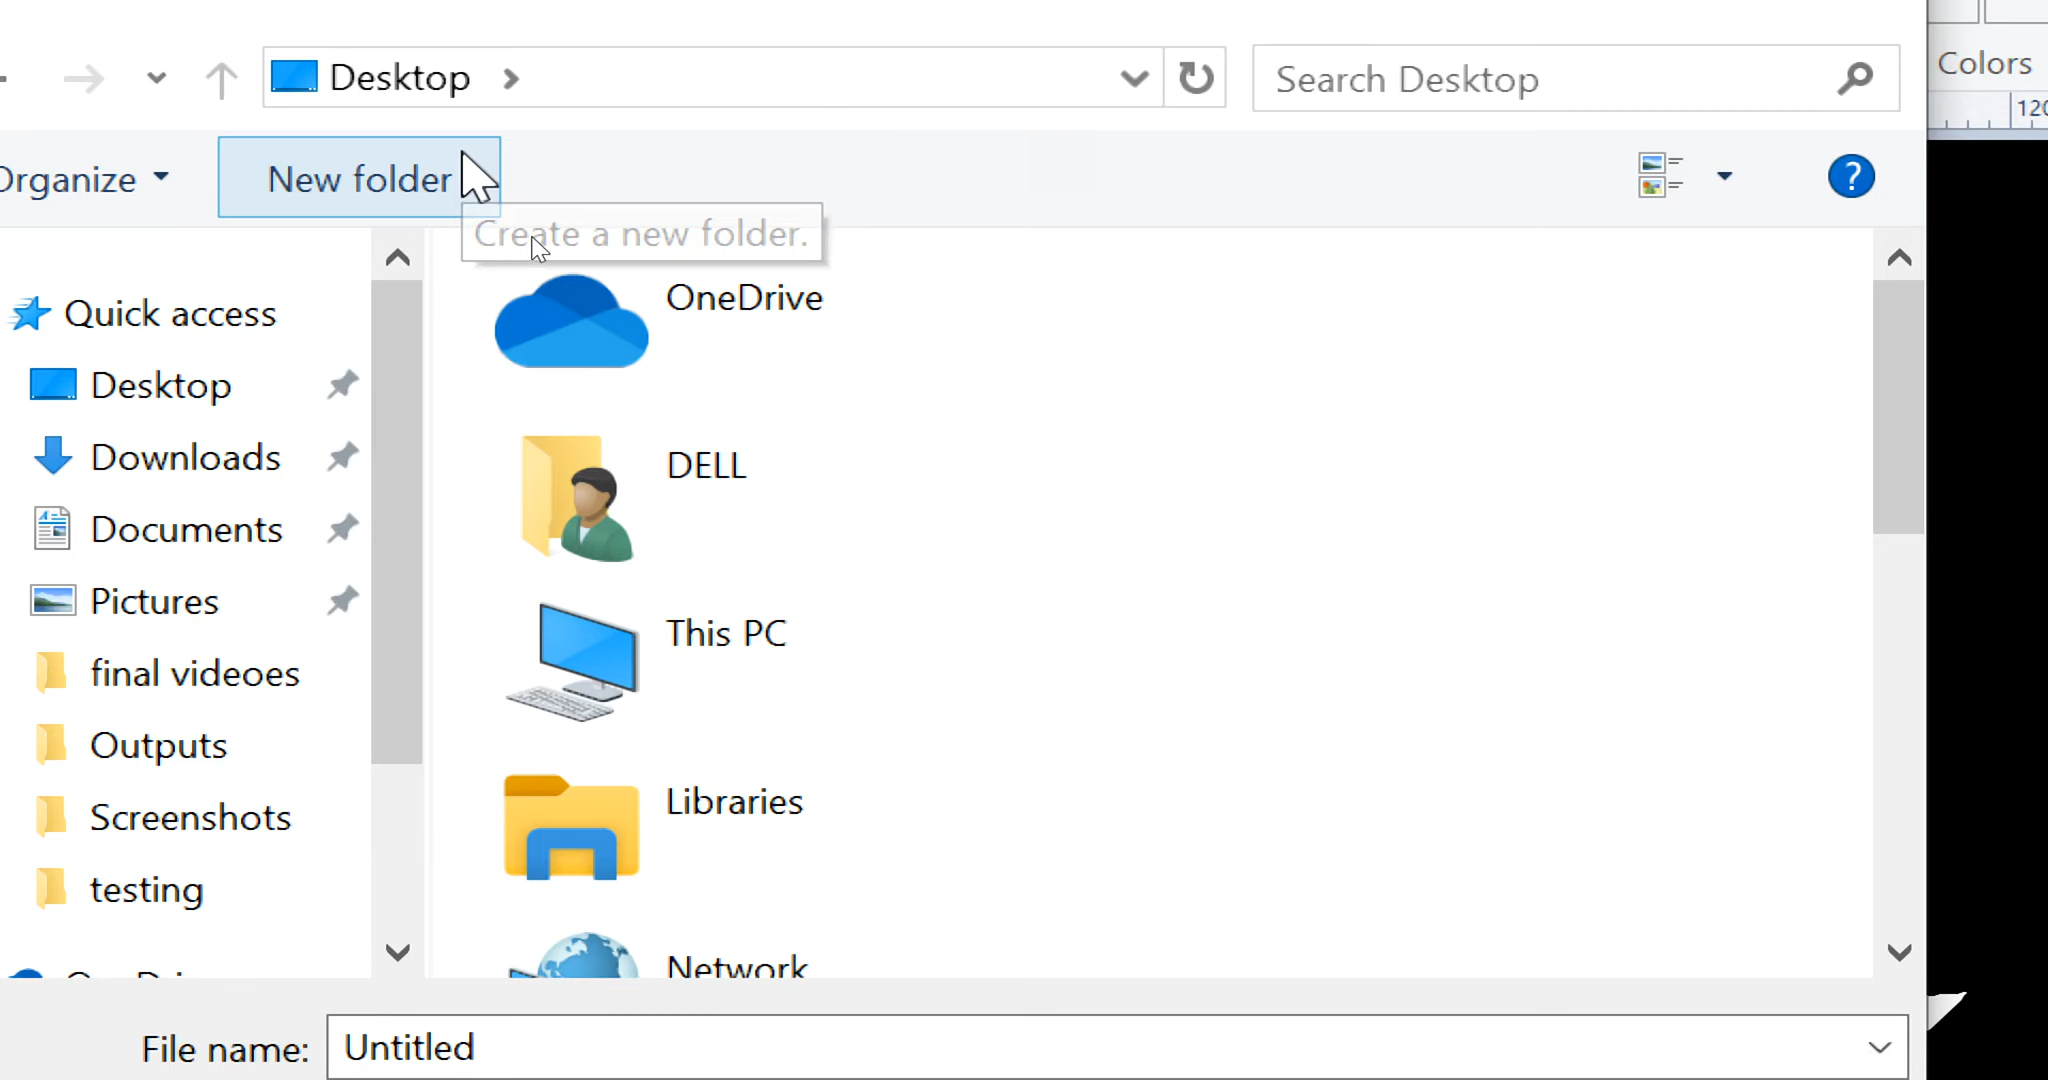 Desktop
Search Desktop
Colors
120
Organize
New folder
?
Create a new folder.
Quick access
Desktop
Downloads
Documents
Pictures
final videoes
Outputs
Screenshots
testing
OneDrive
DELL
This PC
Libraries
Network
File name:
Untitled